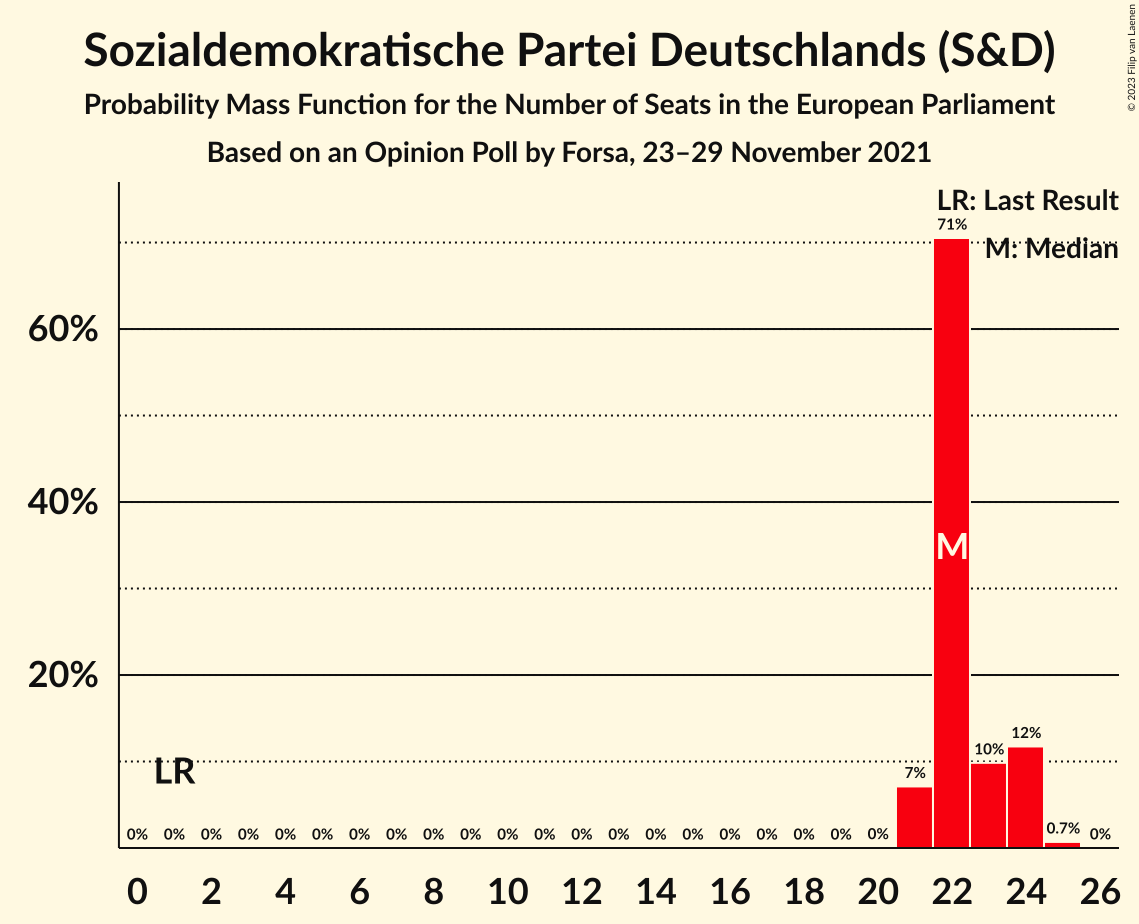 Sozialdemokratische Partei Deutschlands (S&D)
Probability Mass Function for the Number of Seats in the European Parliament
Based on an Opinion Poll by Forsa, 23–29 November 2021
© 2023 Filip van Laenen
LR: Last Result
M: Median
71%
60%
40%
M
20%
12%
10%
LR
7%
0% 0% 0% 0% 0% 0% 0% 0% 0% 0% 0% 0% 0% 0% 0% 0% 0% 0% 0% 0% 0% 0.7% 0%
0 2 4 6 8 10 12 14 16 18 20 22 24 26